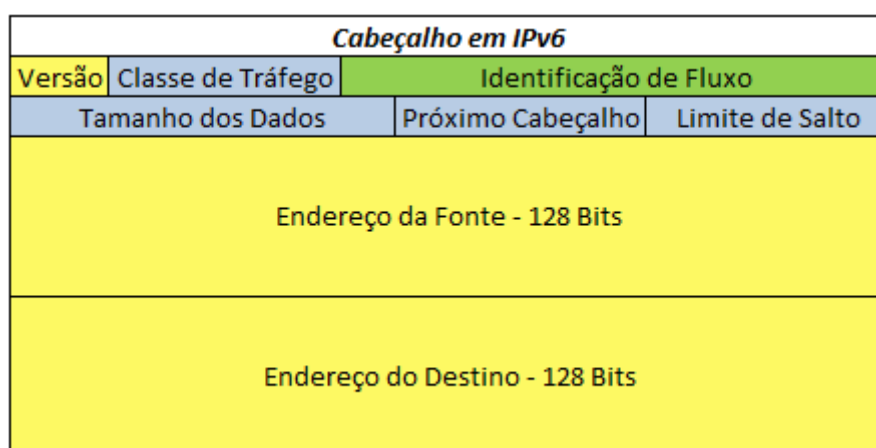 Cabeçalho em IPv6
Versão Classe de Tráfego Identificação de Fluxo
Tamanho dos Dados Próximo Cabeçalho Limite de Salto
Endereço da Fonte - 128 Bits
Endereço do Destino - 128 Bits